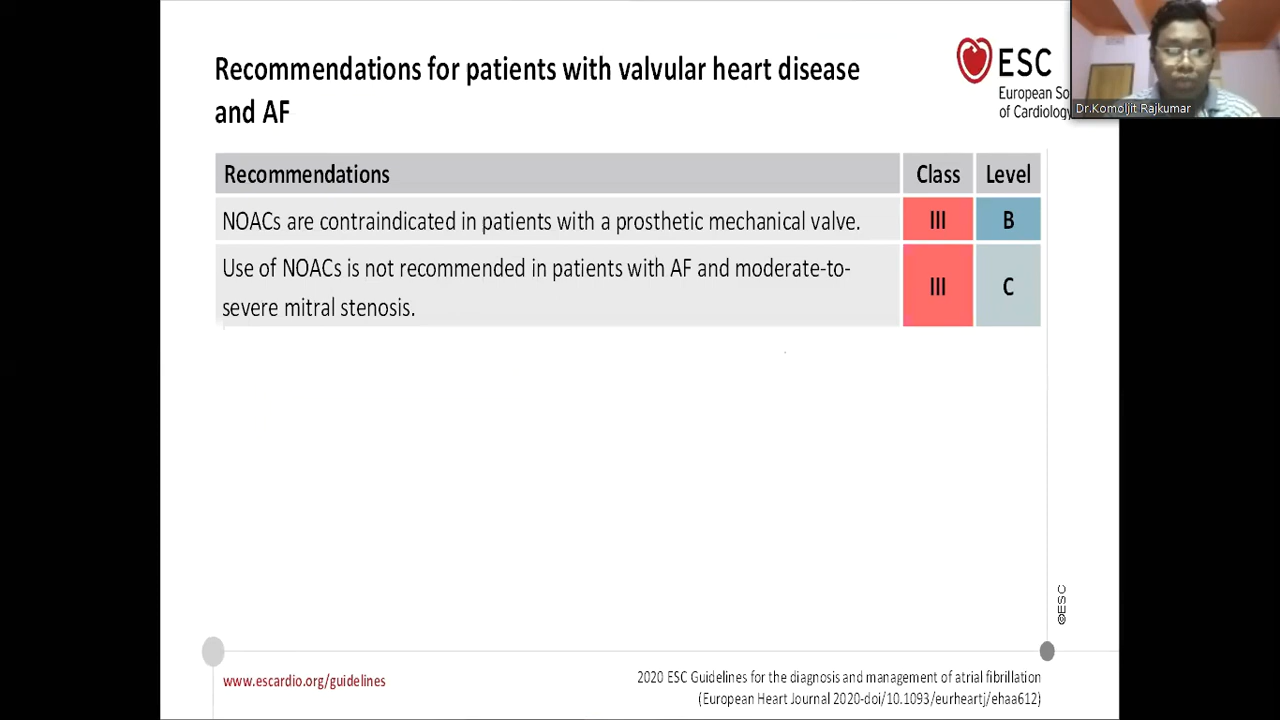 Recommendations for patients with valvular heart disease
and AF
ESC
European So
of Cardiology
Dr.Komoljit Rajkumar
Recommendations Class Level
NOACs are contraindicated in patients with a prosthetic mechanical valve. III B
Use of NOACs is not recommended in patients with AF and moderate-to-
severe mitral stenosis. III C
©ESC
www.escardio.org/guidelines
2020 ESC Guidelines for the diagnosis and management of atrial fibrillation
(European Heart Journal 2020-doi/10.1093/eurheartj/ehaa612)